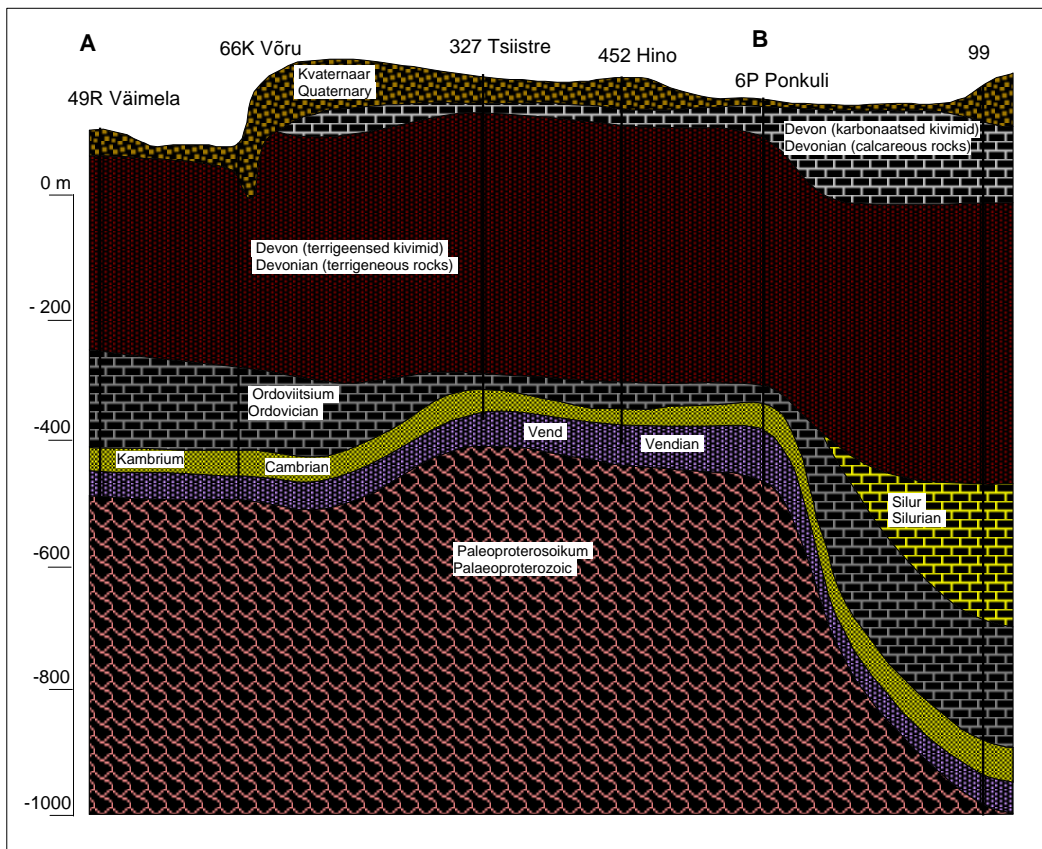 A
66K Võru
327 Tsiistre
452 Hino
B
99
6P Ponkuli
49R Väimela
Kvaternaar
Quaternary
Devon (karbonaatsed kivimid)
Devonian (calcareous rocks)
0 m
Devon (terrigeensed kivimid)
Devonian (terrigeneous rocks)
- 200
Ordoviitsium
Ordovician
-400
Vend
Vendian
Kambrium
Cambrian
Silur
Silurian
-600
Paleoproterosoikum
Palaeoproterozoic
-800
-1000